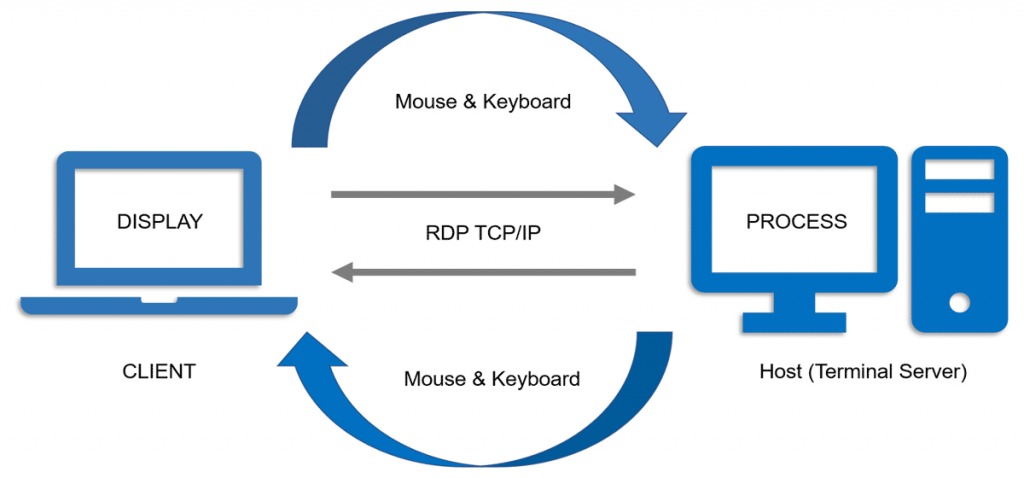 Mouse & Keyboard
DISPLAY
RDP TCP/IP
PROCESS
CLIENT
Mouse & Keyboard
Host (Terminal Server)